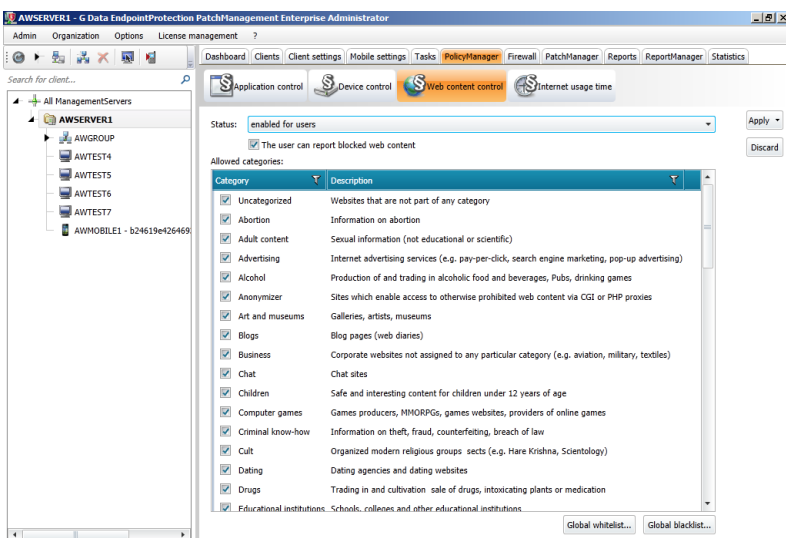 AWSERVER1 - G Data EndpointProtection PatchManagement Enterprise Administrator
Admin Organization Options License management ?
Dashboard Clients Client settings Mobile settings Tasks PolicyManager Firewall PatchManager Reports ReportManager Statistics
Search for client...
Application control Device control Web content control Internet usage time
All ManagementServers
AWSERVER1
AWGROUP
AWTEST4
AWTEST5
AWTEST6
AWTEST7
AWMOBILE1 - b24619e426469
Status: enabled for users
Apply
The user can report blocked web content
Discard
Allowed categories:
Category Description
Uncategorized Websites that are not part of any category
Abortion Information on abortion
Adult content Sexual information (not educational or scientific)
Advertising Internet advertising services (e.g. pay-per-click, search engine marketing, pop-up advertising)
Alcohol Production of and trading in alcoholic food and beverages, Pubs, drinking games
Anonymizer Sites which enable access to otherwise prohibited web content via CGI or PHP proxies
Art and museums Galleries, artists, museums
Blogs Blog pages (web diaries)
Business Corporate websites not assigned to any particular category (e.g. aviation, military, textiles)
Chat Chat sites
Children Safe and interesting content for children under 12 years of age
Computer games Games producers, MMORPGs, games websites, providers of online games
Criminal know-how Information on theft, fraud, counterfeiting, breach of law
Cult Organized modern religious groups sects (e.g. Hare Krishna, Scientology)
Dating Dating agencies and dating websites
Drugs Trading in and cultivation sale of drugs, intoxicating plants or medication
Educational institutions Schools, colleges and other educational institutions
Global whitelist... Global blacklist...